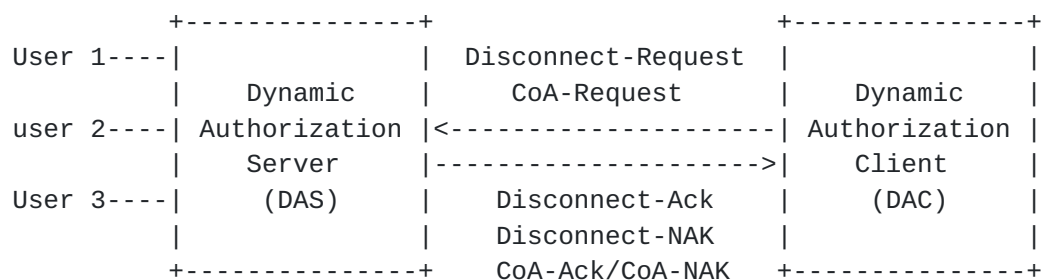 +---------------+                      +---------------+
 User 1----|               |  Disconnect-Request  |               |
           |    Dynamic    |     CoA-Request      |    Dynamic    |
 user 2----| Authorization |<---------------------| Authorization |
           |    Server     |--------------------->|    Client     |
 User 3----|     (DAS)     |    Disconnect-Ack    |     (DAC)     |
           |               |    Disconnect-NAK    |               |
           +---------------+    CoA-Ack/CoA-NAK   +---------------+